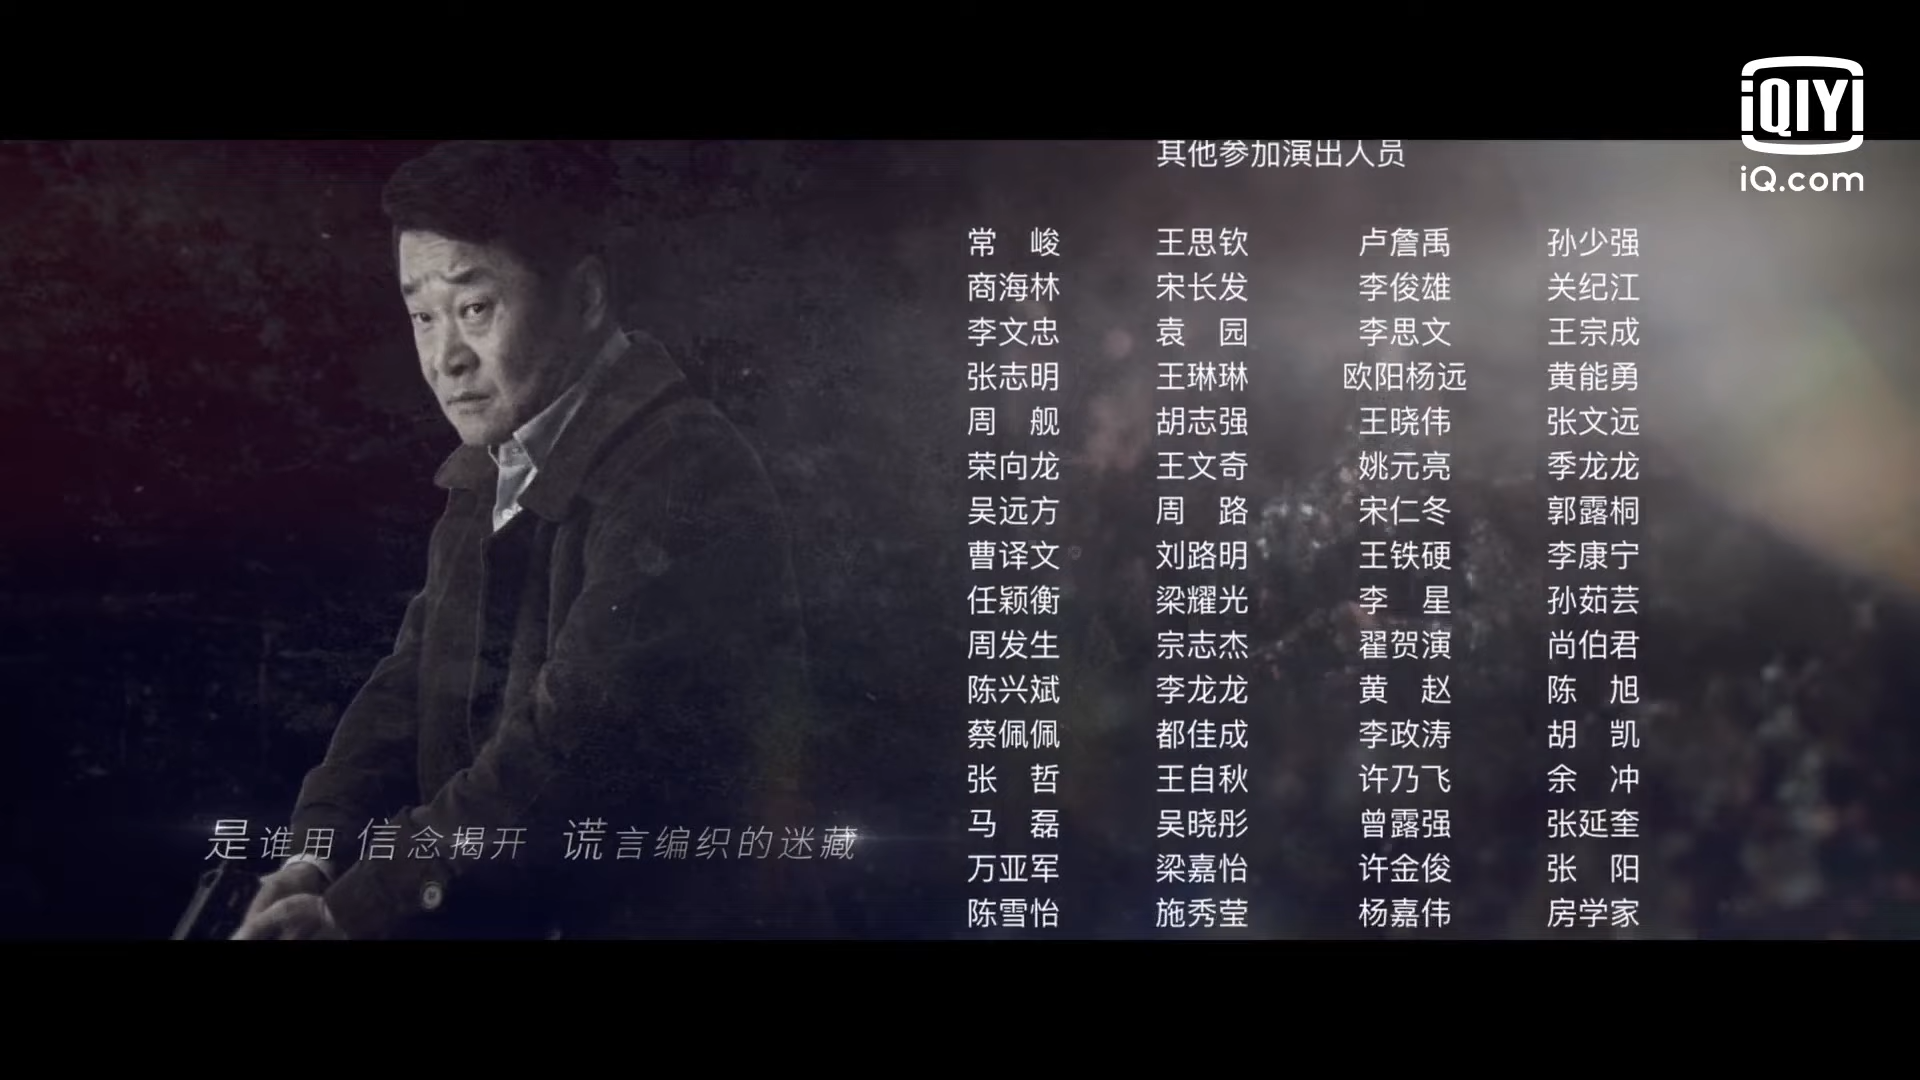 iQIYI
iQ.com
其他参加演出人员
常　峻　王思钦　卢詹禹　孙少强
商海林　宋长发　李俊雄　关纪江
李文忠　袁　园　李思文　王宗成
张志明　王琳琳　欧阳杨远　黄能勇
周　舰　胡志强　王晓伟　张文远
荣向龙　王文奇　姚元亮　季龙龙
吴远方　周　路　宋仁冬　郭露桐
曹译文　刘路明　王铁硬　李康宁
任颖衡　梁耀光　李　星　孙茹芸
周发生　宗志杰　翟贺演　尚伯君
陈兴斌　李龙龙　黄　赵　陈　旭
蔡佩佩　都佳成　李政涛　胡　凯
张　哲　王自秋　许乃飞　余　冲
马　磊　吴晓彤　曾露强　张延奎
万亚军　梁嘉怡　许金俊　张　阳
陈雪怡　施秀莹　杨嘉伟　房学家
是谁用 信念揭开 谎言编织的迷藏